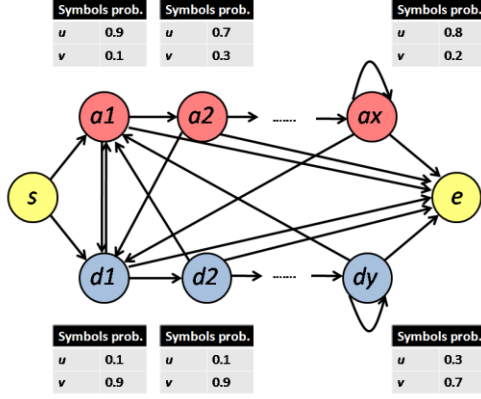 Symbols prob.
u 0.9
v 0.1
Symbols prob.
u 0.7
v 0.3
Symbols prob.
u 0.8
v 0.2
a1
a2
.......
ax
s
e
d1
d2
.......
dy
Symbols prob.
u 0.1
v 0.9
Symbols prob.
u 0.1
v 0.9
Symbols prob.
u 0.3
v 0.7